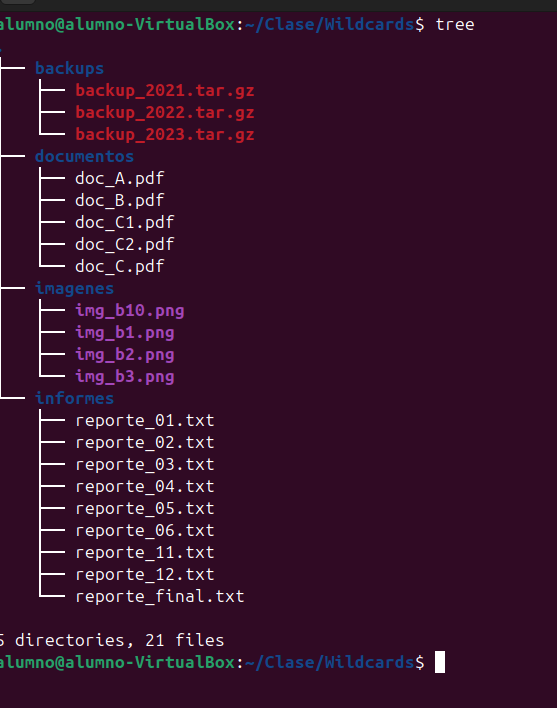 alumno@alumno-VirtualBox:~/Clase/Wildcards$ tree
.
├── backups
│   ├── backup_2021.tar.gz
│   ├── backup_2022.tar.gz
│   └── backup_2023.tar.gz
├── documentos
│   ├── doc_A.pdf
│   ├── doc_B.pdf
│   ├── doc_C1.pdf
│   ├── doc_C2.pdf
│   └── doc_C.pdf
├── imagenes
│   ├── img_b10.png
│   ├── img_b1.png
│   ├── img_b2.png
│   └── img_b3.png
└── informes
    ├── reporte_01.txt
    ├── reporte_02.txt
    ├── reporte_03.txt
    ├── reporte_04.txt
    ├── reporte_05.txt
    ├── reporte_06.txt
    ├── reporte_11.txt
    ├── reporte_12.txt
    └── reporte_final.txt

5 directories, 21 files
alumno@alumno-VirtualBox:~/Clase/Wildcards$